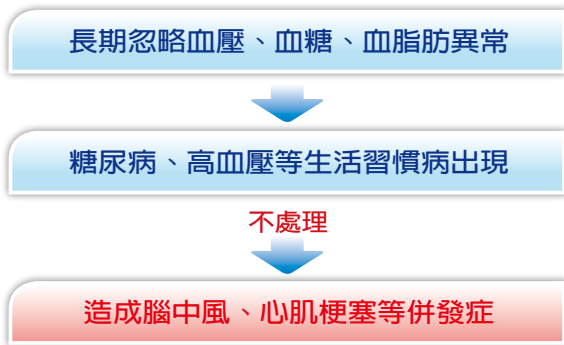 長期忽略血壓、血糖、血脂肪異常
糖尿病、高血壓等生活習慣病出現
不處理
造成腦中風、心肌梗塞等併發症